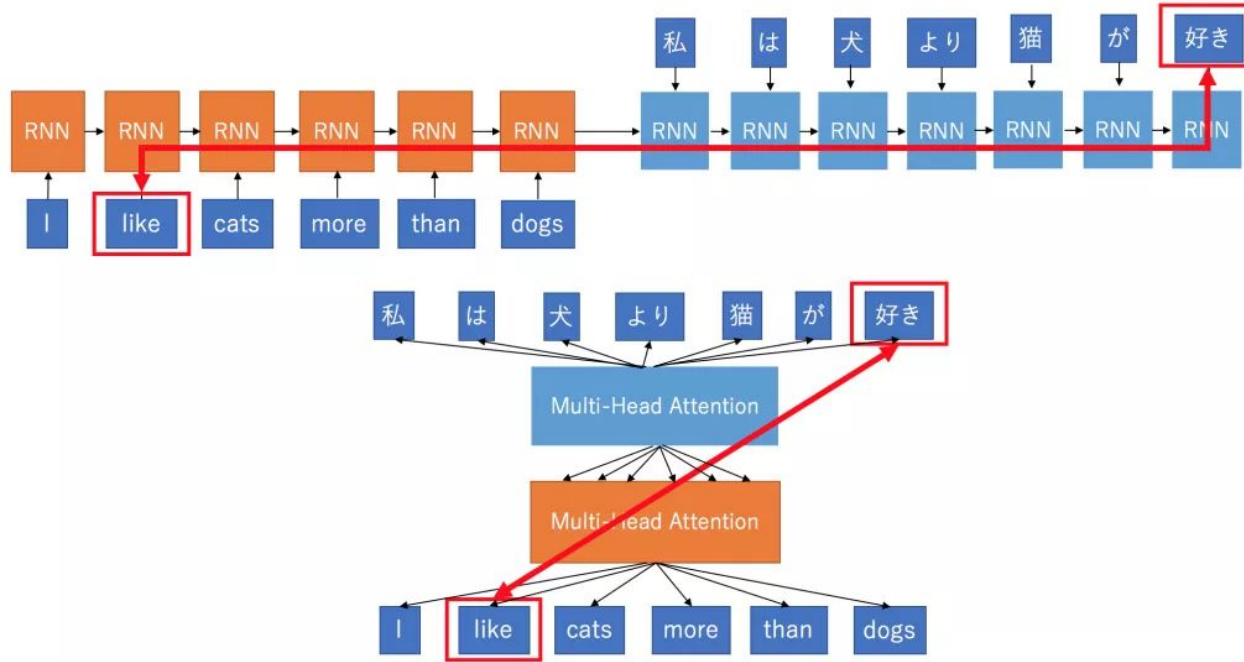 私 は 犬 より 猫 が 好き
RNN RNN RNN RNN RNN RNN RNN RNN RNN RNN RNN RNN RNN
I like cats more than dogs
私 は 犬 より 猫 が 好き
Multi-Head Attention
Multi-Head Attention
I like cats more than dogs